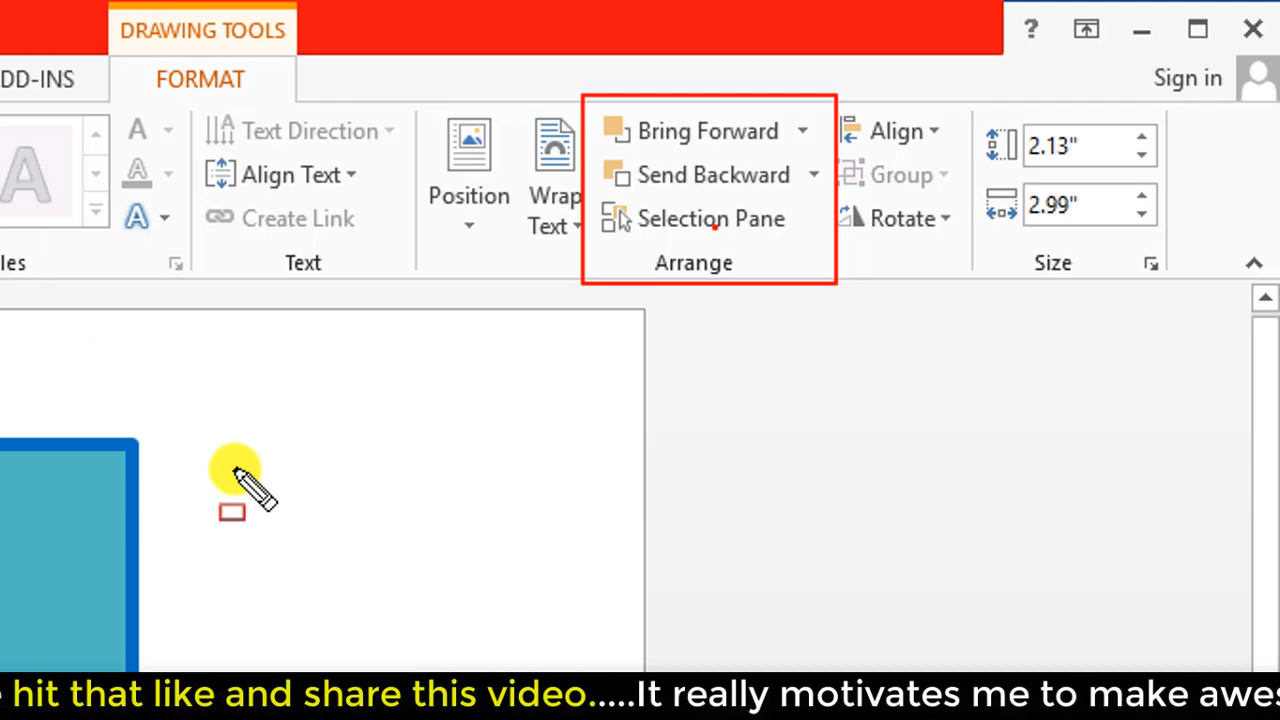 DRAWING TOOLS
?
DD-INS
FORMAT
Sign in
A
Text Direction
Align Text
Create Link
Position
Wrap
Text
Bring Forward
Send Backward
Selection Pane
Align
Group
Rotate
2.13"
2.99"
les
Text
Arrange
Size
e hit that like and share this video.....It really motivates me to make awes